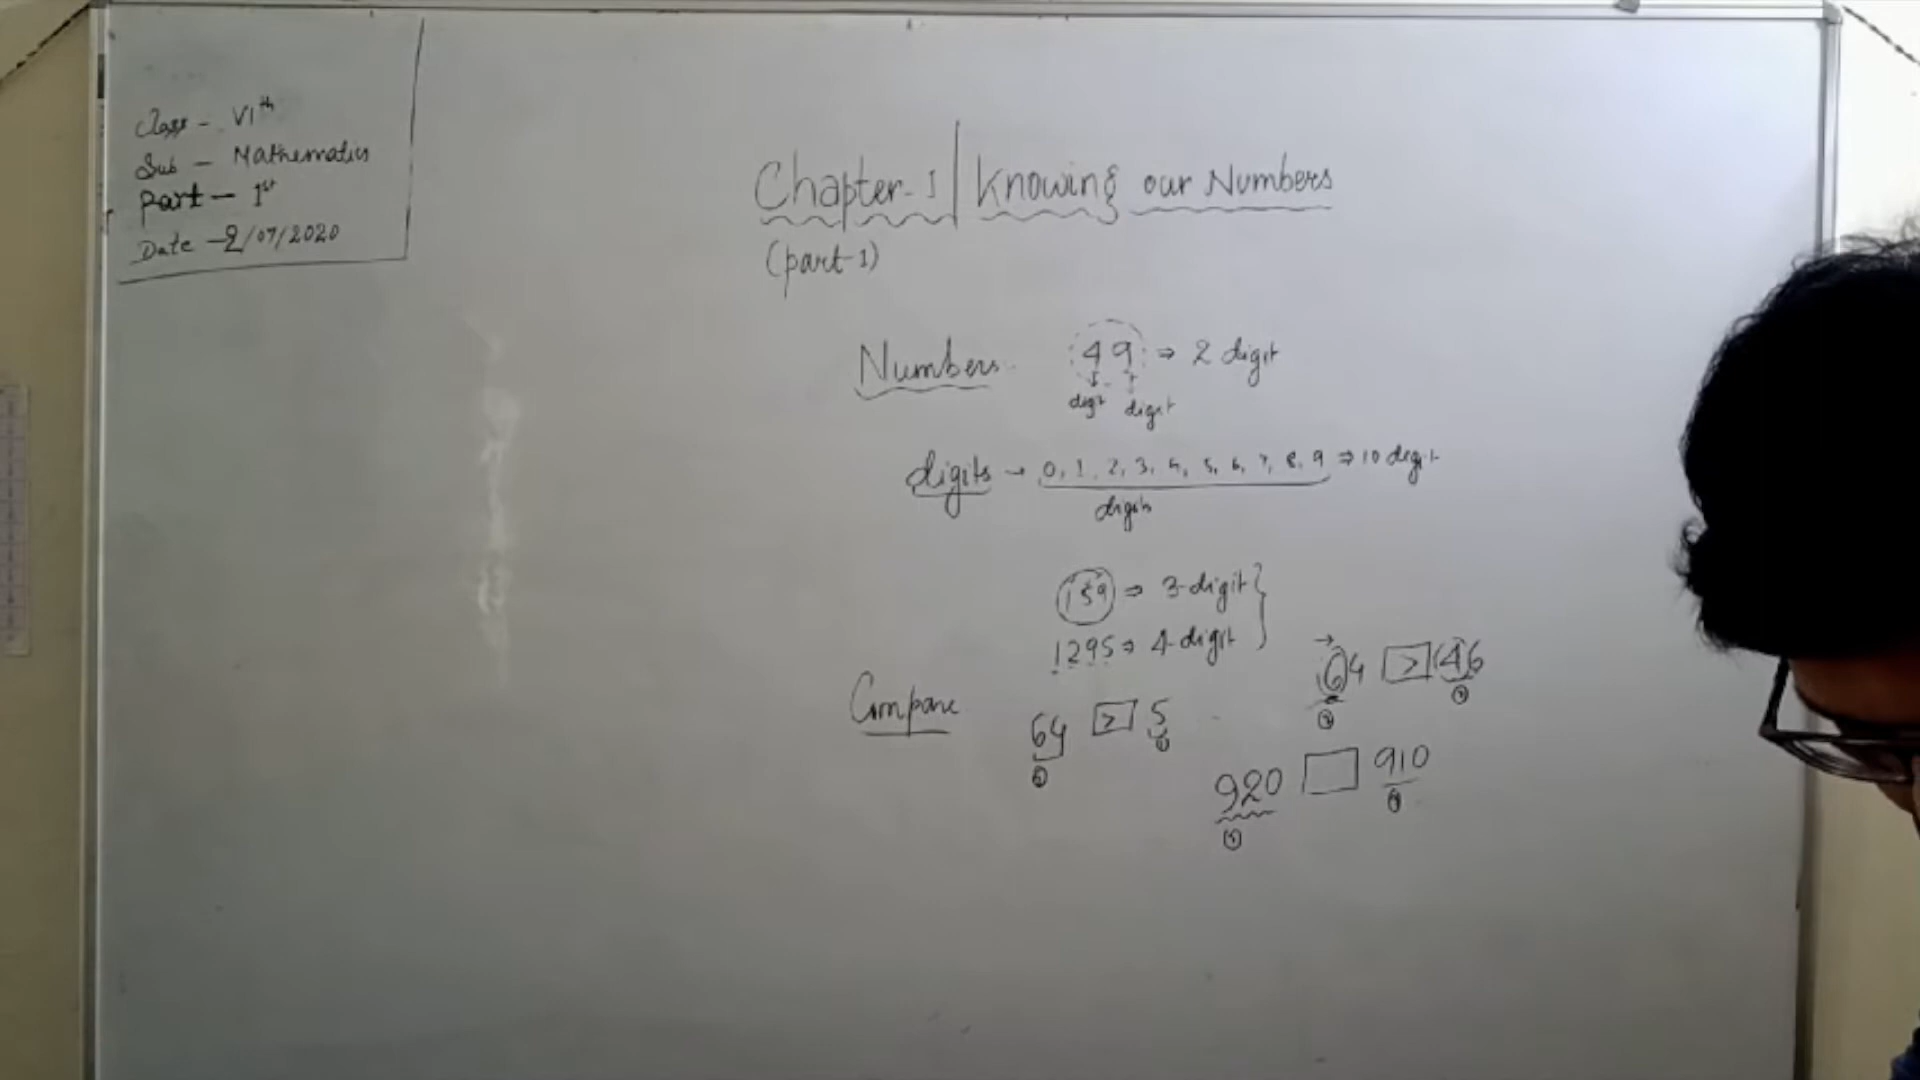 Class - VIth
Sub - Mathematics
Part - 1st
Date - 2/07/2020
Chapter-1 | Knowing our Numbers
(part-1)
Numbers 49 ⇒ 2 digit
digit digit
digits → 0, 1, 2, 3, 4, 5, 6, 7, 8, 9 ⇒ 10 digit
digits
159 ⇒ 3-digit }
1295 ⇒ 4-digit
64 > 46
Compare 64 > 5
920 □ 910